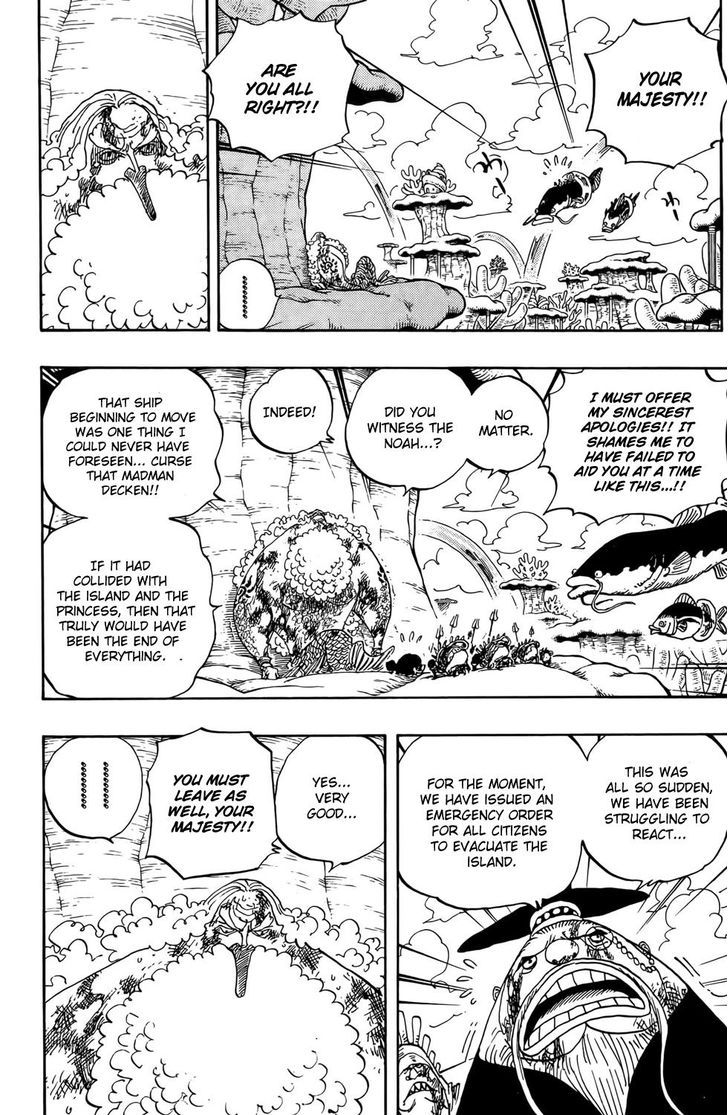 YOUR
MAJESTY!!
ARE
YOU ALL
RIGHT?!!
I MUST OFFER
MY SINCEREST
APOLOGIES!! IT
SHAMES ME TO
HAVE FAILED TO
AID YOU AT A TIME
LIKE THIS...!!
NO
MATTER.
DID YOU
WITNESS THE
NOAH...?
INDEED!
THAT SHIP
BEGINNING TO MOVE
WAS ONE THING I
COULD NEVER HAVE
FORESEEN... CURSE
THAT MADMAN
DECKEN!!
IF IT HAD
COLLIDED WITH
THE ISLAND AND THE
PRINCESS, THEN THAT
TRULY WOULD HAVE
BEEN THE END OF
EVERYTHING.
THIS WAS
ALL SO SUDDEN,
WE HAVE BEEN
STRUGGLING TO
REACT...
FOR THE MOMENT,
WE HAVE ISSUED AN
EMERGENCY ORDER
FOR ALL CITIZENS
TO EVACUATE THE
ISLAND.
YES...
VERY
GOOD...
YOU MUST
LEAVE AS
WELL, YOUR
MAJESTY!!